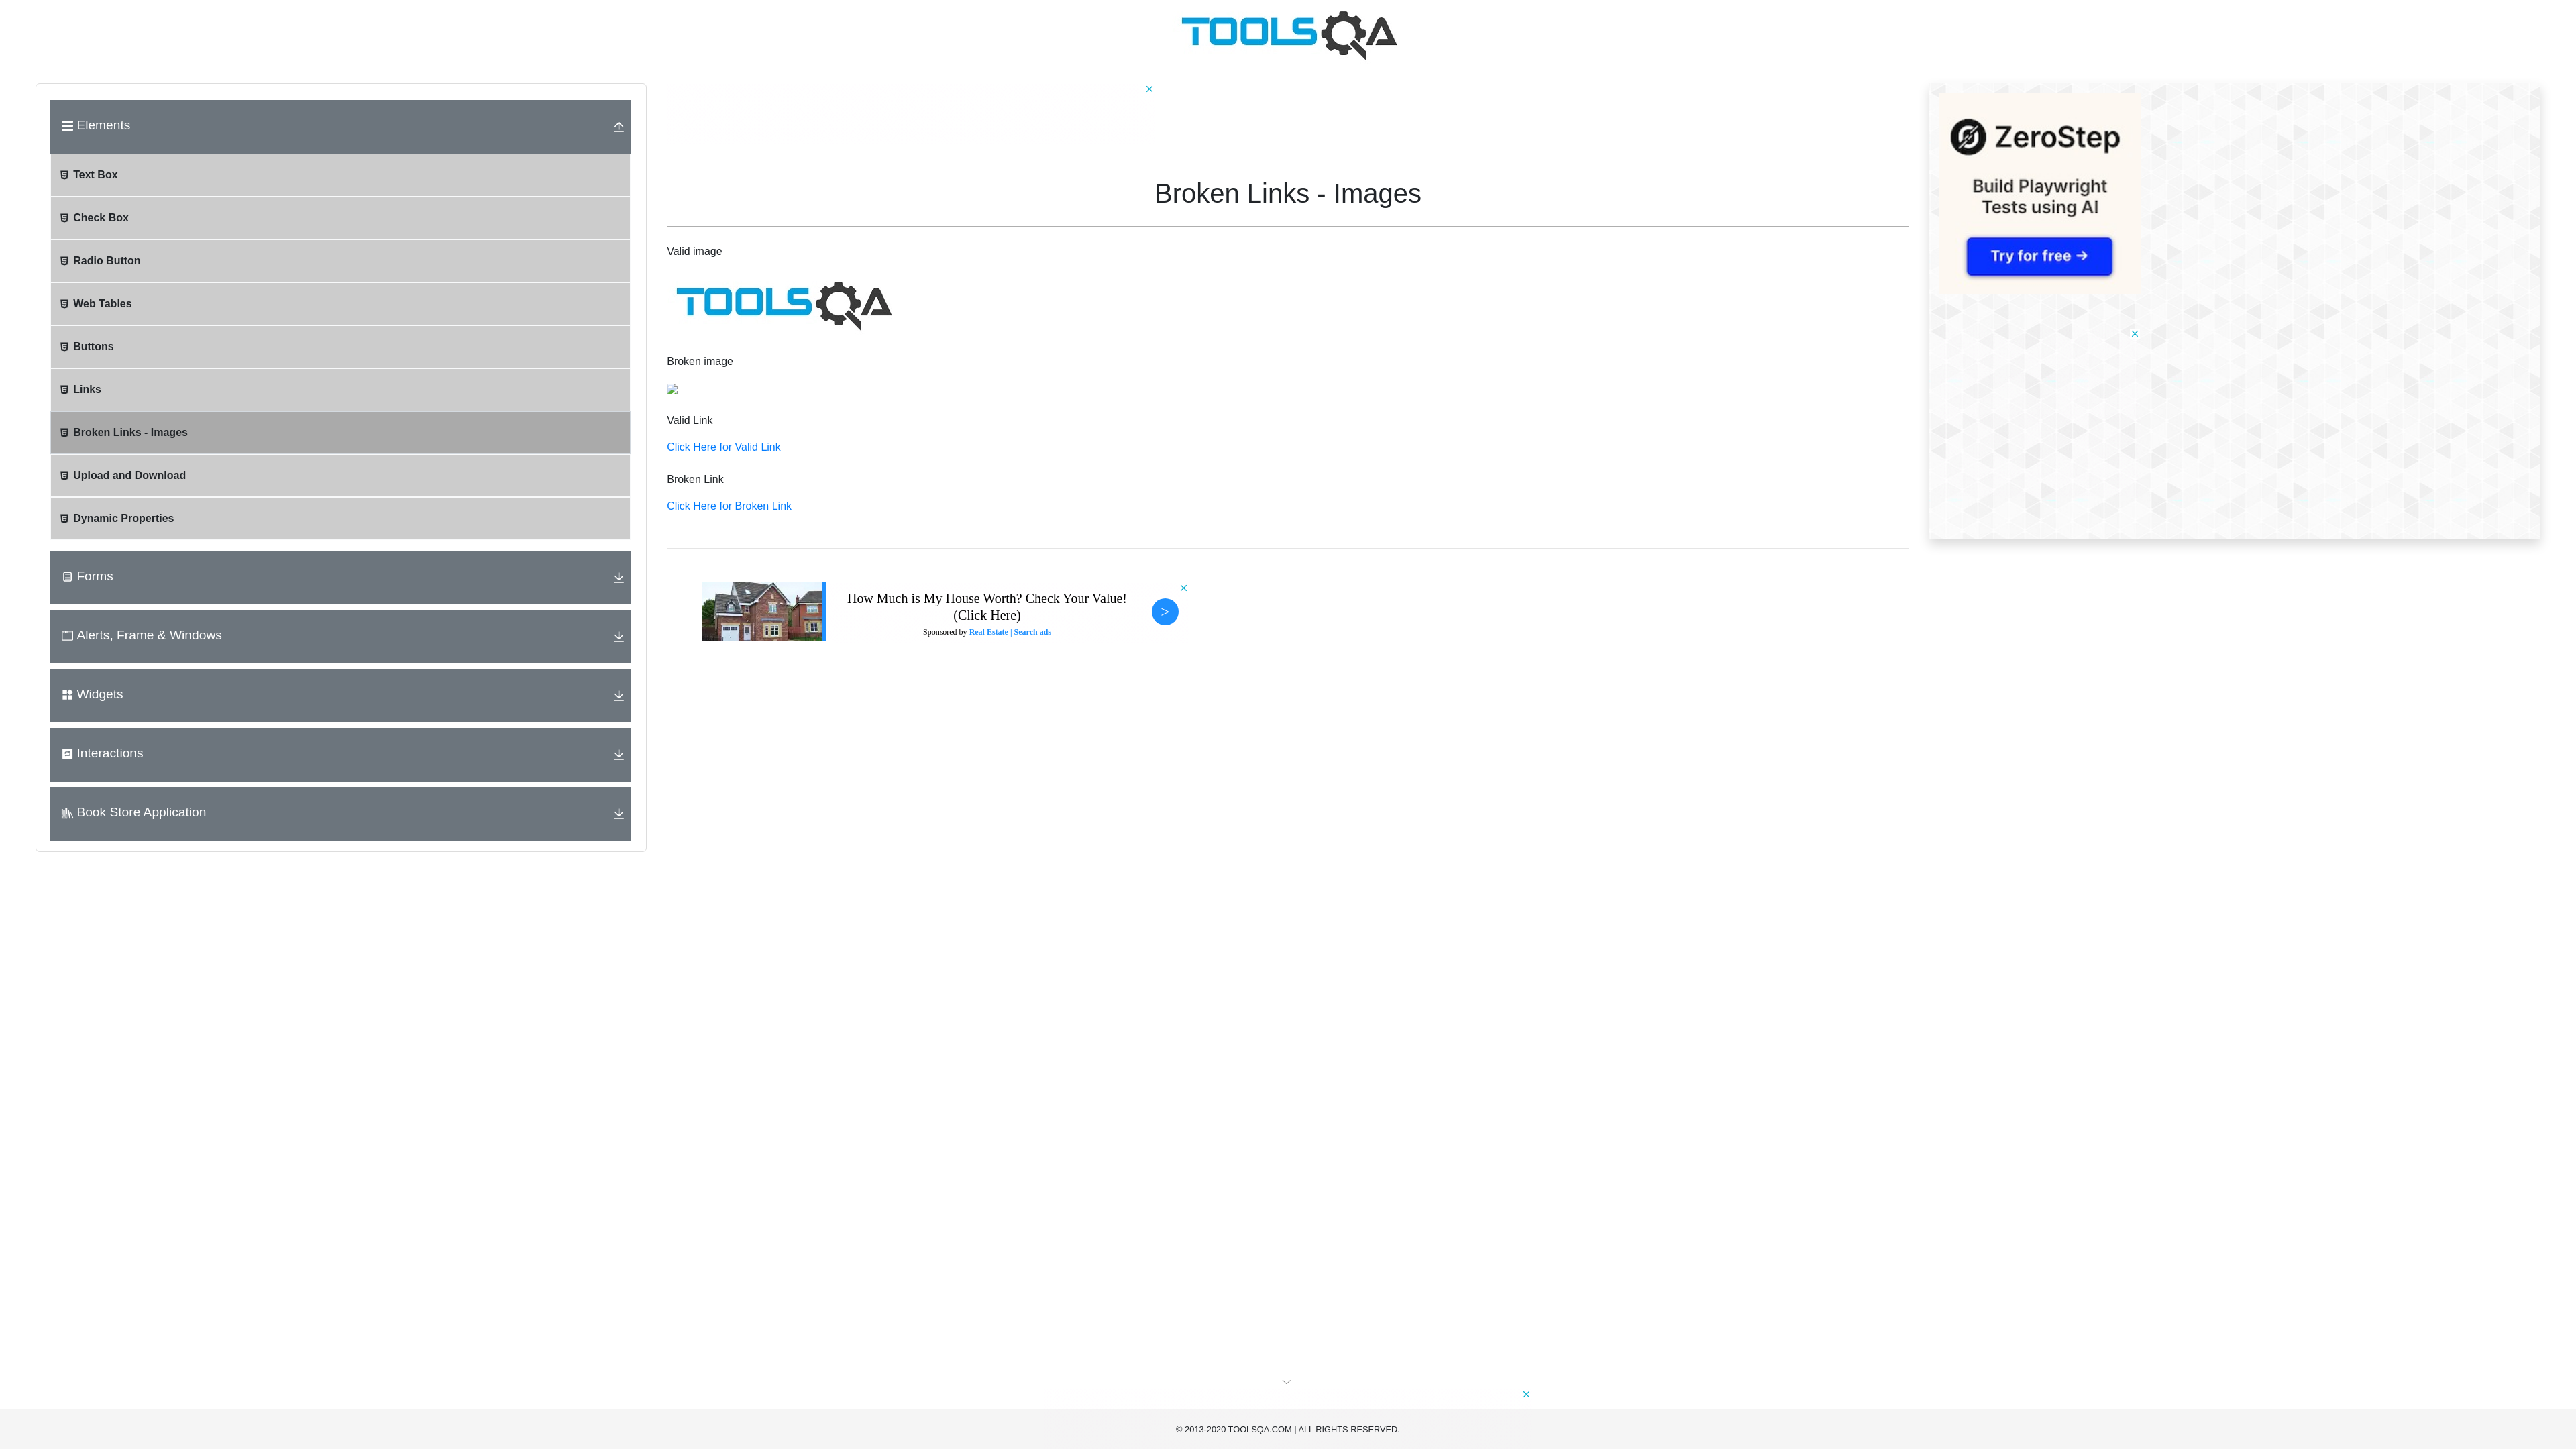 TOOLSQA
Elements
Text Box
Check Box
Radio Button
Web Tables
Buttons
Links
Broken Links - Images
Upload and Download
Dynamic Properties
Forms
Alerts, Frame & Windows
Widgets
Interactions
Book Store Application
Broken Links - Images
Valid image
TOOLSQA
Broken image
Valid Link
Click Here for Valid Link
Broken Link
Click Here for Broken Link
How Much is My House Worth? Check Your Value!
(Click Here)
Sponsored by Real Estate | Search ads
>
ZeroStep
Build Playwright
Tests using AI
Try for free →
© 2013-2020 TOOLSQA.COM | ALL RIGHTS RESERVED.